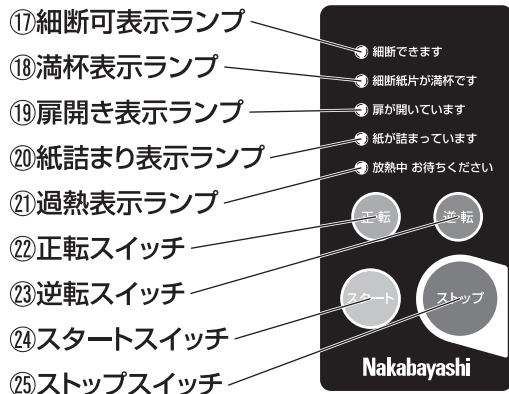 ⑰細断可表示ランプ
⑱満杯表示ランプ
⑲扉開き表示ランプ
⑳紙詰まり表示ランプ
㉑過熱表示ランプ
㉒正転スイッチ
㉓逆転スイッチ
㉔スタートスイッチ
㉕ストップスイッチ
細断できます
細断紙片が満杯です
扉が開いています
紙が詰まっています
放熱中 お待ちください
正・転
逆・転
スタート
ストップ
Nakabayashi